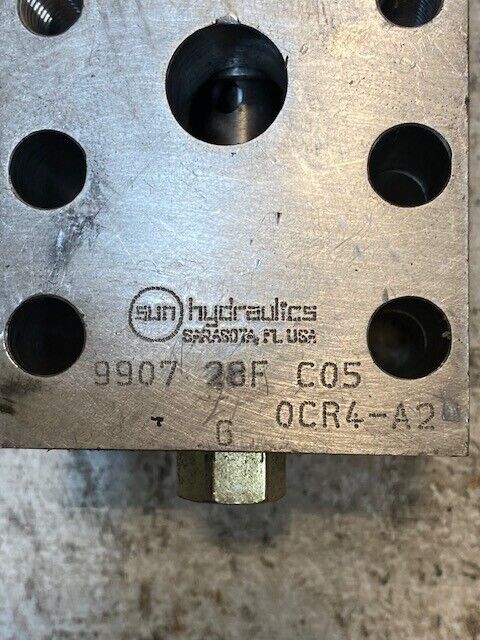 sun hydraulics
SARASOTA, FL USA
9907 28F C05
OCR4-A2
G